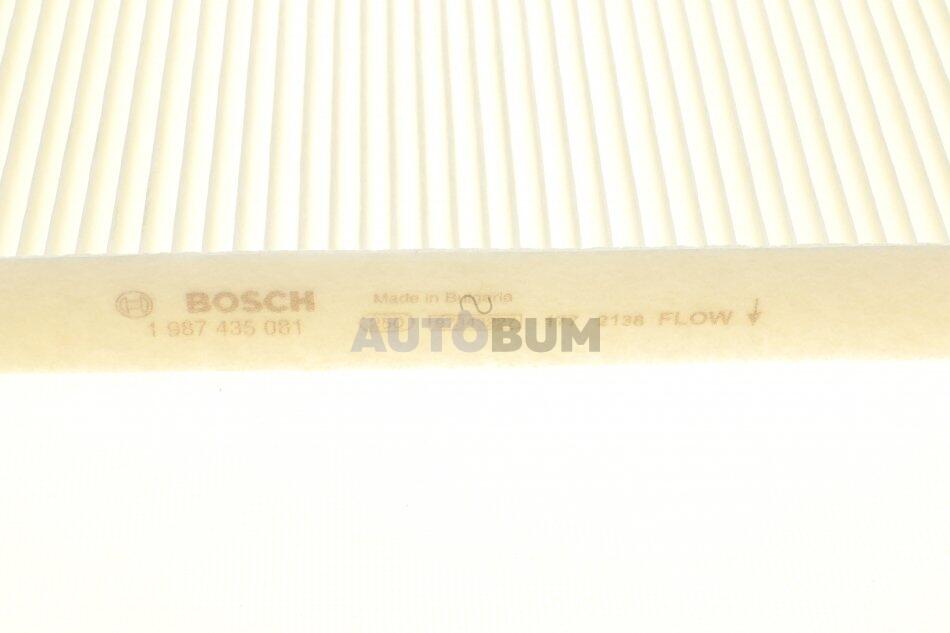 BOSCH
1 987 435 081
Made in Bulgaria
2138 FLOW
AUTOBUM